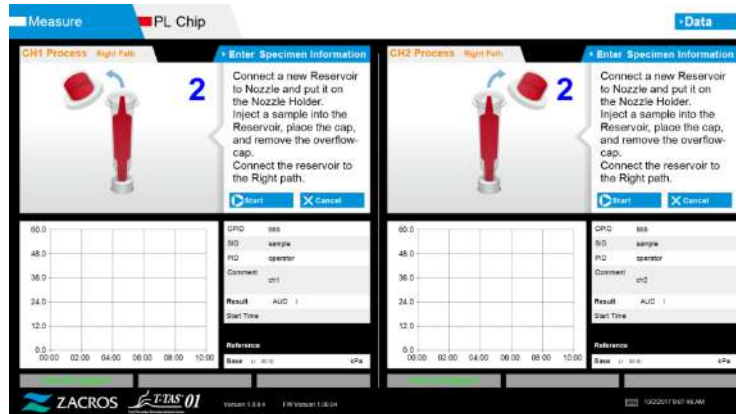 Measure
PL Chip
Data
CH1 Process Right Path
Enter Specimen Information
2
Connect a new Reservoir
to Nozzle and put it on
the Nozzle Holder.
Inject a sample into the
Reservoir, place the cap,
and remove the overflow-
cap.
Connect the reservoir to
the Right path.
Start
Cancel
60.0
48.0
36.0
24.0
12.0
0.0
00:00 02:00 04:00 06:00 08:00 10:00
SID sample
PID operator
Comment
ch1
Result AUC
Start Time
Reference
Base kPa
CH2 Process Right Path
Enter Specimen Information
2
Connect a new Reservoir
to Nozzle and put it on
the Nozzle Holder.
Inject a sample into the
Reservoir, place the cap,
and remove the overflow-
cap.
Connect the reservoir to
the Right path.
Start
Cancel
60.0
48.0
36.0
24.0
12.0
0.0
00:00 02:00 04:00 06:00 08:00 10:00
SID sample
PID operator
Comment
ch2
Result AUC
Start Time
Reference
Base kPa
ZACROS T-TAS 01